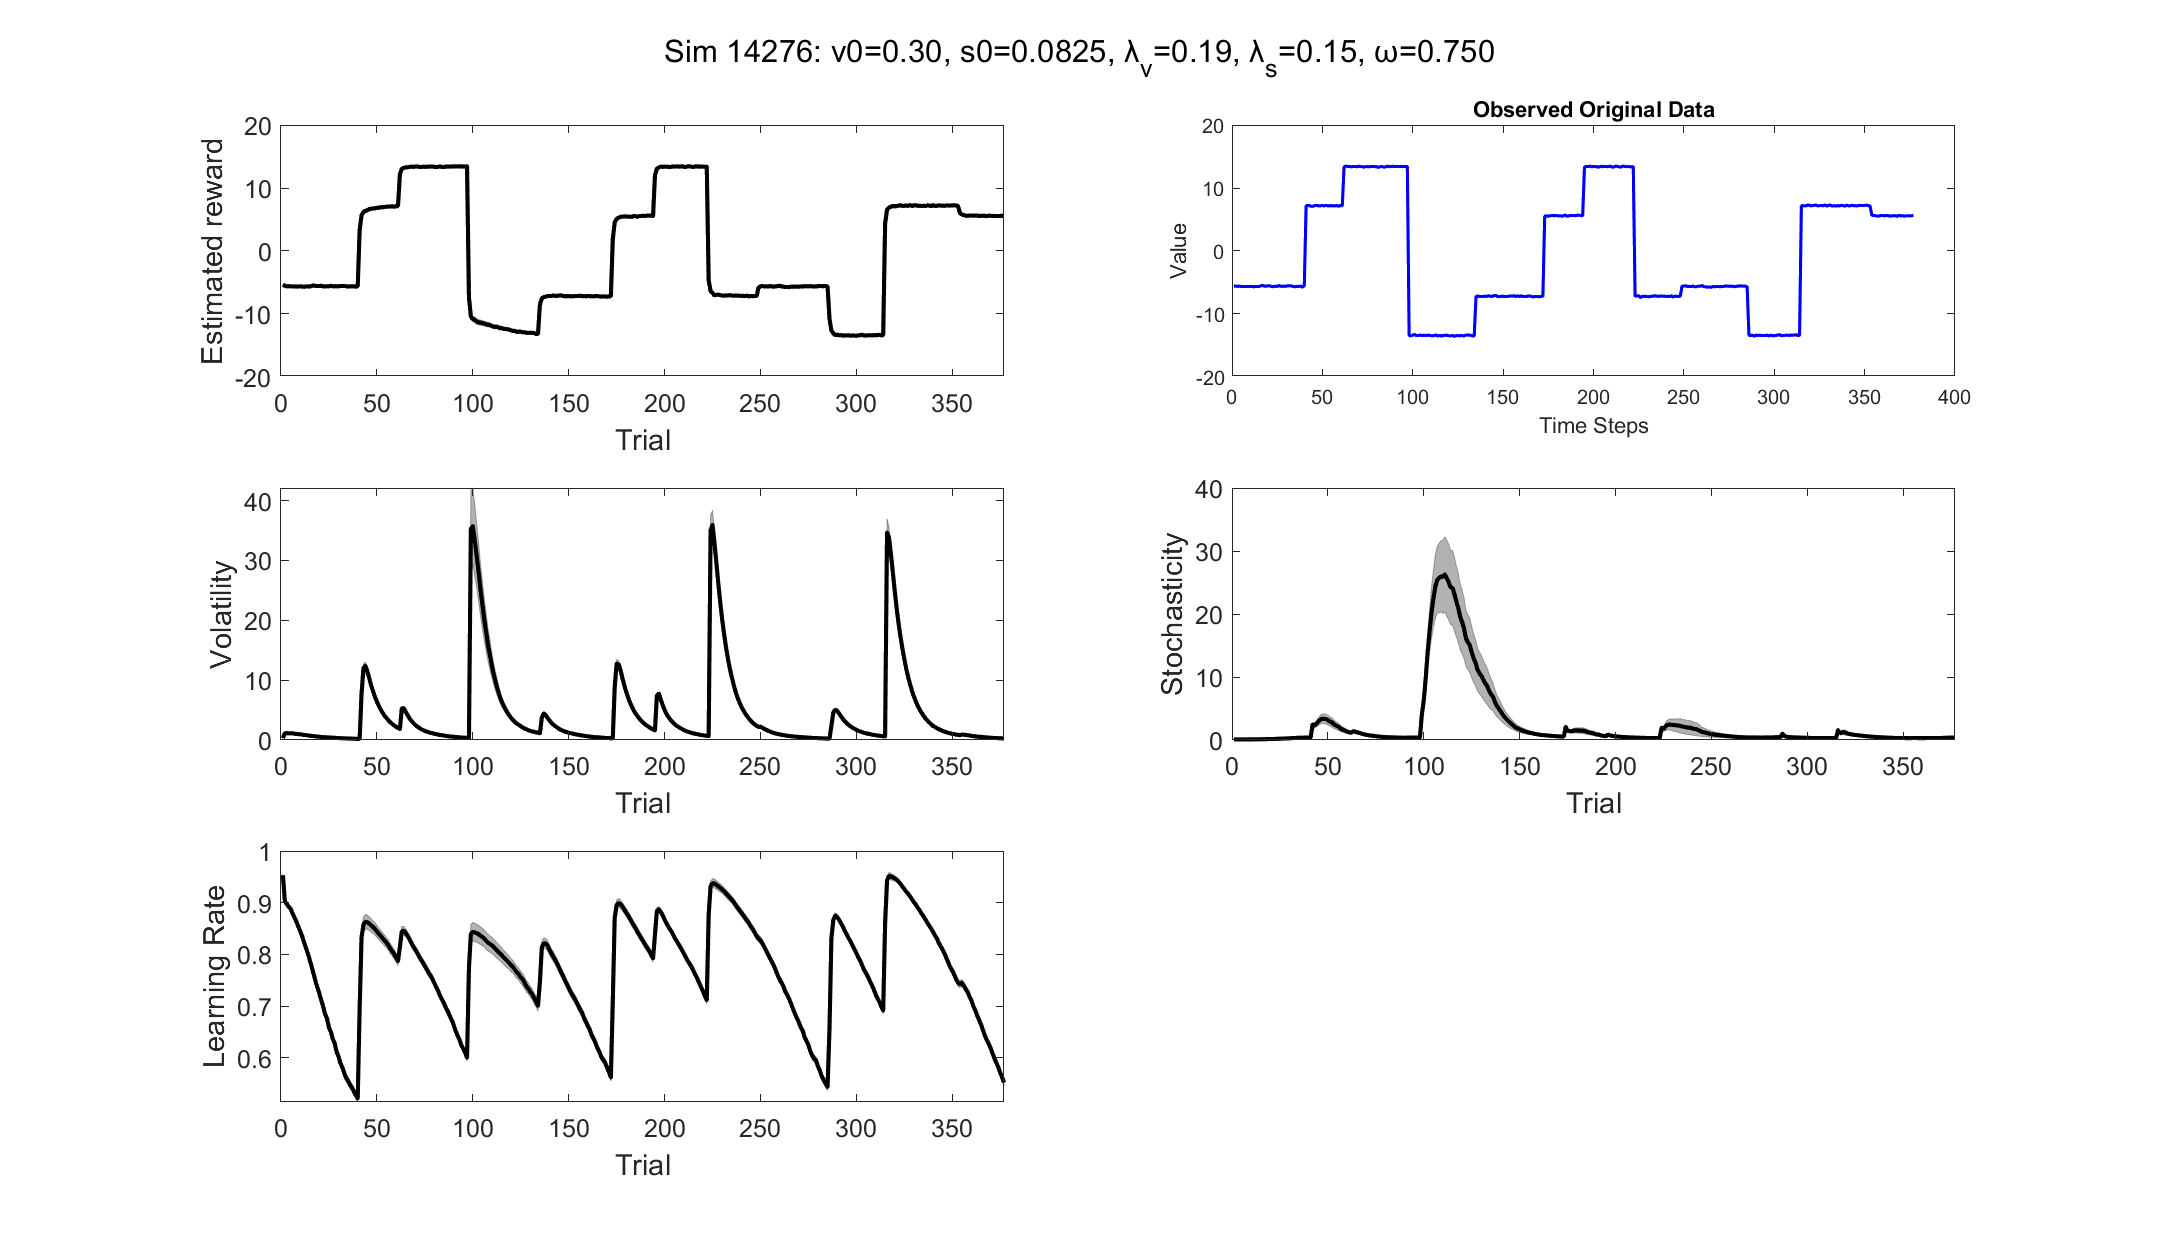 Sim 14276: v0=0.30, s0=0.0825, λ_v=0.19, λ_s=0.15, ω=0.750
Estimated reward
20
10
0
-10
-20
0 50 100 150 200 250 300 350
Trial
Observed Original Data
Value
20
10
0
-10
-20
0 50 100 150 200 250 300 350 400
Time Steps
Volatility
40
30
20
10
0
0 50 100 150 200 250 300 350
Trial
Stochasticity
40
30
20
10
0
0 50 100 150 200 250 300 350
Trial
Learning Rate
1
0.9
0.8
0.7
0.6
0 50 100 150 200 250 300 350
Trial